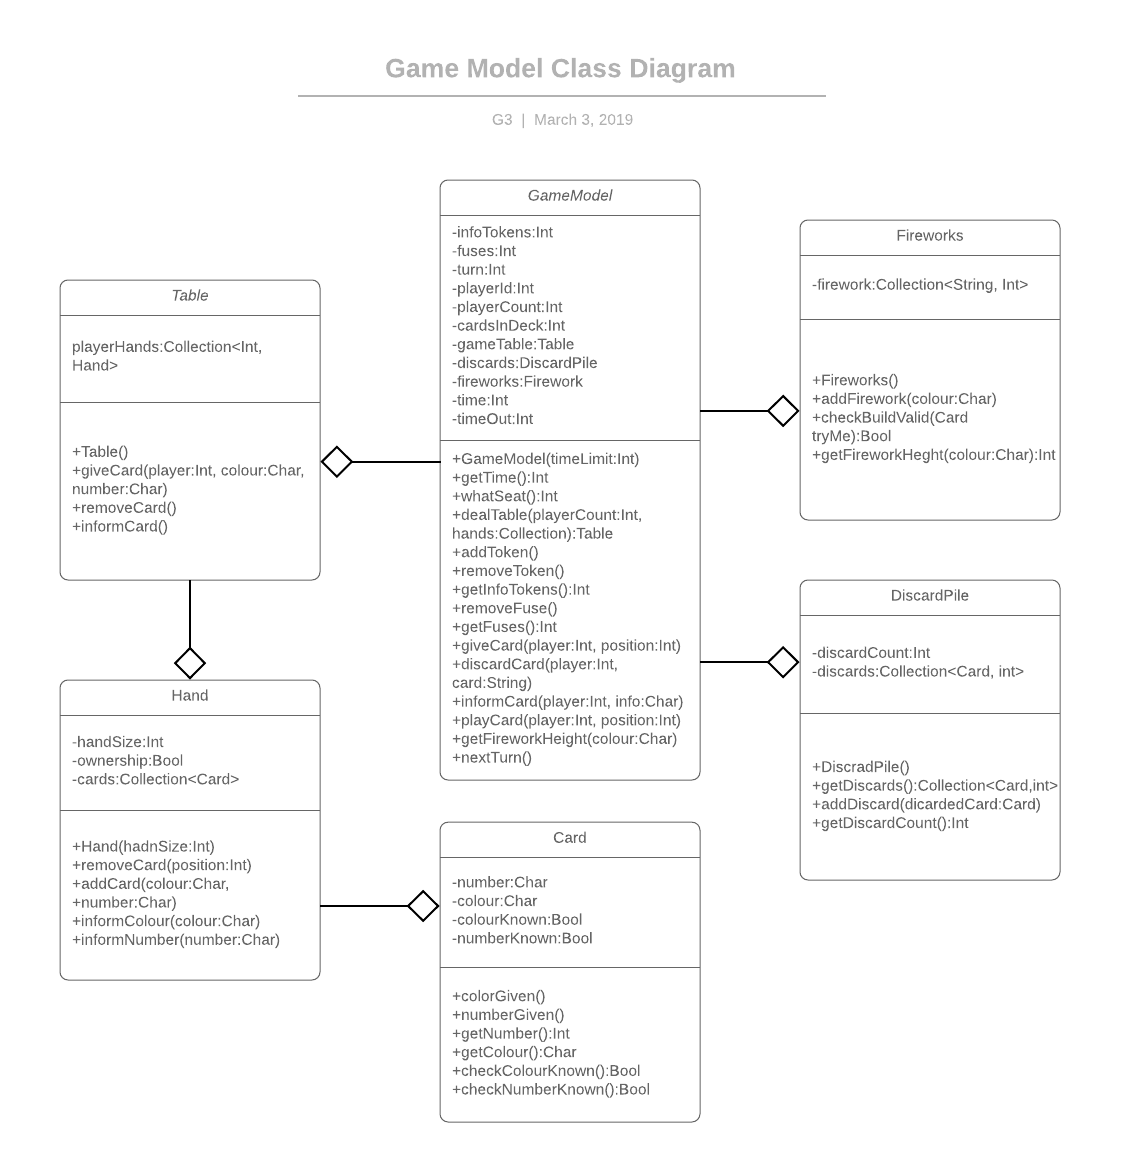 Game Model Class Diagram
G3 | March 3, 2019
GameModel
-infoTokens:Int
-fuses:Int
-turn:Int
-playerId:Int
-playerCount:Int
-cardsInDeck:Int
-gameTable:Table
-discards:DiscardPile
-fireworks:Firework
-time:Int
-timeOut:Int
+GameModel(timeLimit:Int)
+getTime():Int
+whatSeat():Int
+dealTable(playerCount:Int,
hands:Collection):Table
+addToken()
+removeToken()
+getInfoTokens():Int
+removeFuse()
+getFuses():Int
+giveCard(player:Int, position:Int)
+discardCard(player:Int,
card:String)
+informCard(player:Int, info:Char)
+playCard(player:Int, position:Int)
+getFireworkHeight(colour:Char)
+nextTurn()
Fireworks
-firework:Collection<String, Int>
+Fireworks()
+addFirework(colour:Char)
+checkBuildValid(Card
tryMe):Bool
+getFireworkHeght(colour:Char):Int
Table
playerHands:Collection<Int,
Hand>
+Table()
+giveCard(player:Int, colour:Char,
number:Char)
+removeCard()
+informCard()
DiscardPile
-discardCount:Int
-discards:Collection<Card, int>
+DiscradPile()
+getDiscards():Collection<Card,int>
+addDiscard(dicardedCard:Card)
+getDiscardCount():Int
Hand
-handSize:Int
-ownership:Bool
-cards:Collection<Card>
+Hand(hadnSize:Int)
+removeCard(position:Int)
+addCard(colour:Char,
+number:Char)
+informColour(colour:Char)
+informNumber(number:Char)
Card
-number:Char
-colour:Char
-colourKnown:Bool
-numberKnown:Bool
+colorGiven()
+numberGiven()
+getNumber():Int
+getColour():Char
+checkColourKnown():Bool
+checkNumberKnown():Bool